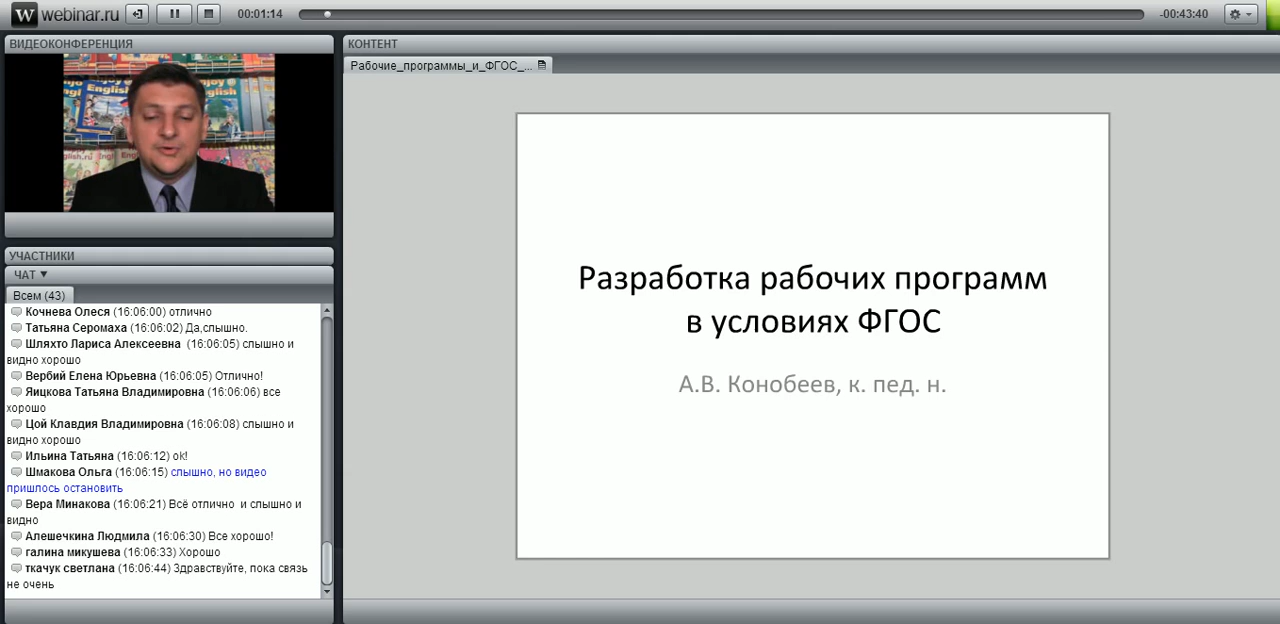 W webinar.ru
00:01:14
-00:43:40
ВИДЕОКОНФЕРЕНЦИЯ
English
УЧАСТНИКИ
ЧАТ
Всем (43)
Кочнева Олеся (16:06:00) отлично
Татьяна Серомаха (16:06:02) Да,слышно.
Шляхто Лариса Алексеевна (16:06:05) слышно и
видно хорошо
Вербий Елена Юрьевна (16:06:05) Отлично!
Яицкова Татьяна Владимировна (16:06:06) все
хорошо
Цой Клавдия Владимировна (16:06:08) слышно и
видно хорошо
Ильина Татьяна (16:06:12) ok!
Шмакова Ольга (16:06:15) слышно, но видео
пришлось остановить
Вера Минакова (16:06:21) Всё отлично и слышно и
видно
Алешечкина Людмила (16:06:30) Все хорошо!
галина микушева (16:06:33) Хорошо
ткачук светлана (16:06:44) Здравствуйте, пока связь
не очень
КОНТЕНТ
Рабочие_программы_и_ФГОС_...
Разработка рабочих программ
в условиях ФГОС
А.В. Конобеев, к. пед. н.